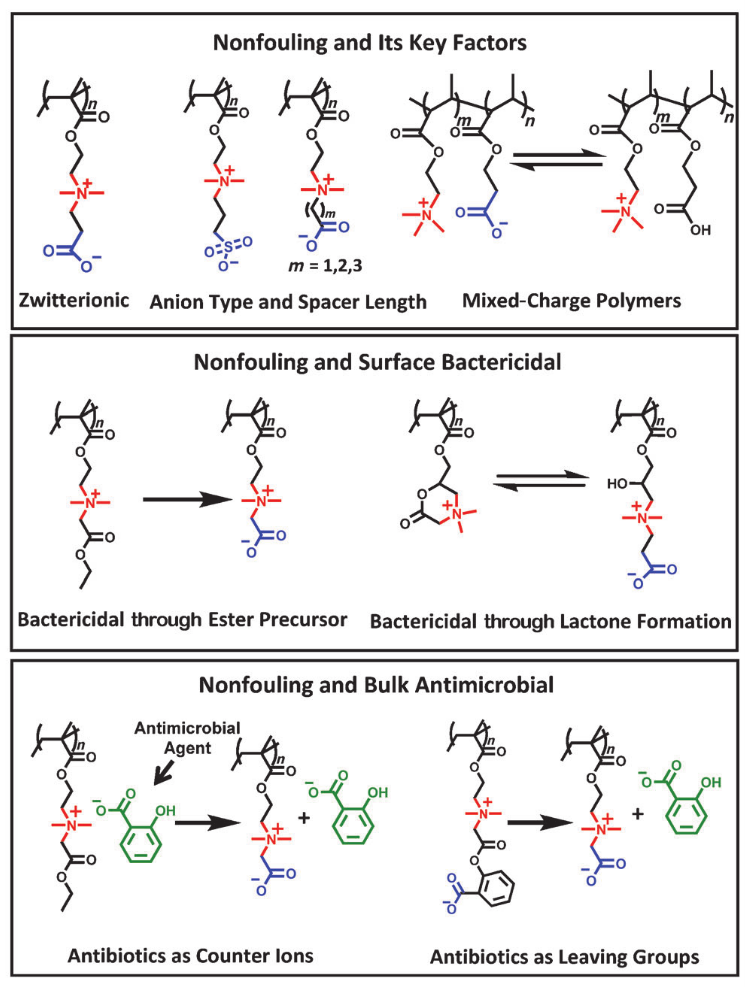 Nonfouling and Its Key Factors
n
O
O
N
+
O
O
−
Zwitterionic
n
O
O
N
+
S
O
O
O
−
n
O
O
N
+
m
O
O
−
m = 1,2,3
Anion Type and Spacer Length
m
n
O
O
O
O
N
+
O
O
−
m
n
O
O
O
O
N
+
O
OH
Mixed-Charge Polymers
Nonfouling and Surface Bactericidal
n
O
O
N
+
O
O
n
O
O
N
+
O
O
−
Bactericidal through Ester Precursor
n
O
O
O
O
N
+
n
O
O
HO
N
+
O
O
−
Bactericidal through Lactone Formation
Nonfouling and Bulk Antimicrobial
Antimicrobial
Agent
n
O
O
N
+
O
O
−
O
O
OH
n
O
O
N
+
O
O
−
+
−
O
O
OH
Antibiotics as Counter Ions
n
O
O
N
+
O
O
O
−
O
n
O
O
N
+
O
O
−
+
−
O
O
OH
Antibiotics as Leaving Groups